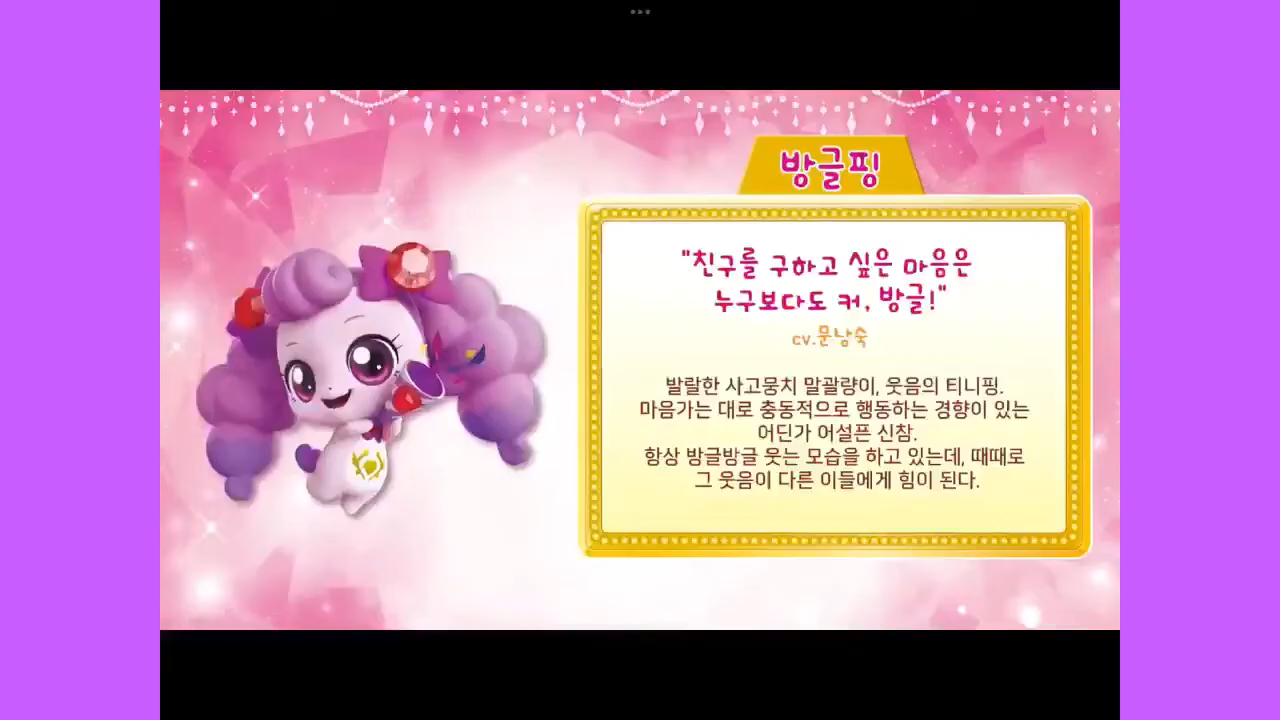 방글핑
"친구를 구하고 싶은 마음은
누구보다도 커, 방글!"
cv.문남숙
발랄한 사고뭉치 말괄량이, 웃음의 티니핑.
마음가는 대로 충동적으로 행동하는 경향이 있는
어딘가 어설픈 신참.
항상 방글방글 웃는 모습을 하고 있는데, 때때로
그 웃음이 다른 이들에게 힘이 된다.